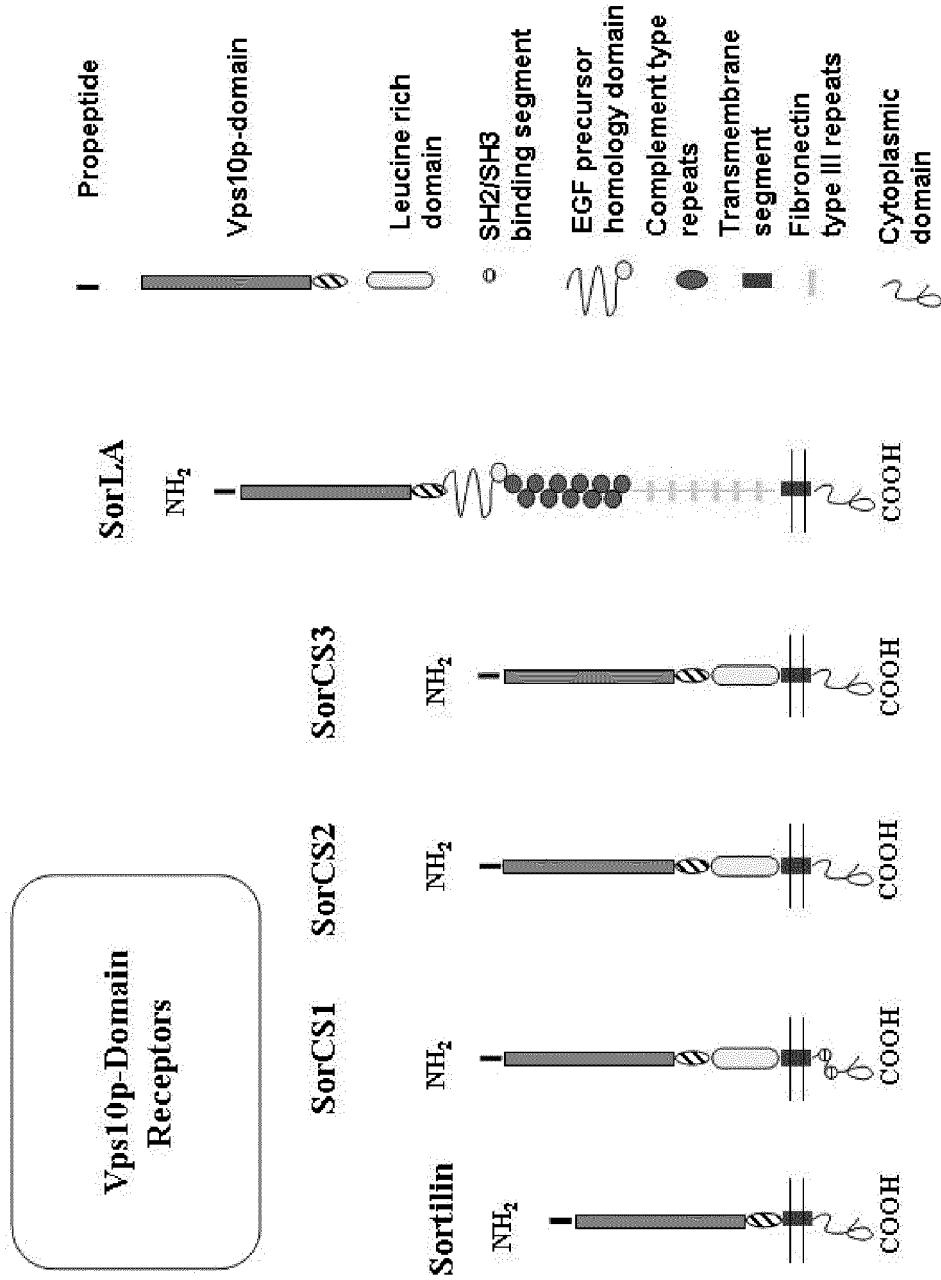 Vps10p-Domain
Receptors
Sortilin
NH2
COOH
SorCS1
NH2
COOH
SorCS2
NH2
COOH
SorCS3
NH2
COOH
SorLA
NH2
COOH
Propeptide
Vps10p-domain
Leucine rich
domain
SH2/SH3
binding segment
EGF precursor
homology domain
Complement type
repeats
Transmembrane
segment
Fibronectin
type III repeats
Cytoplasmic
domain